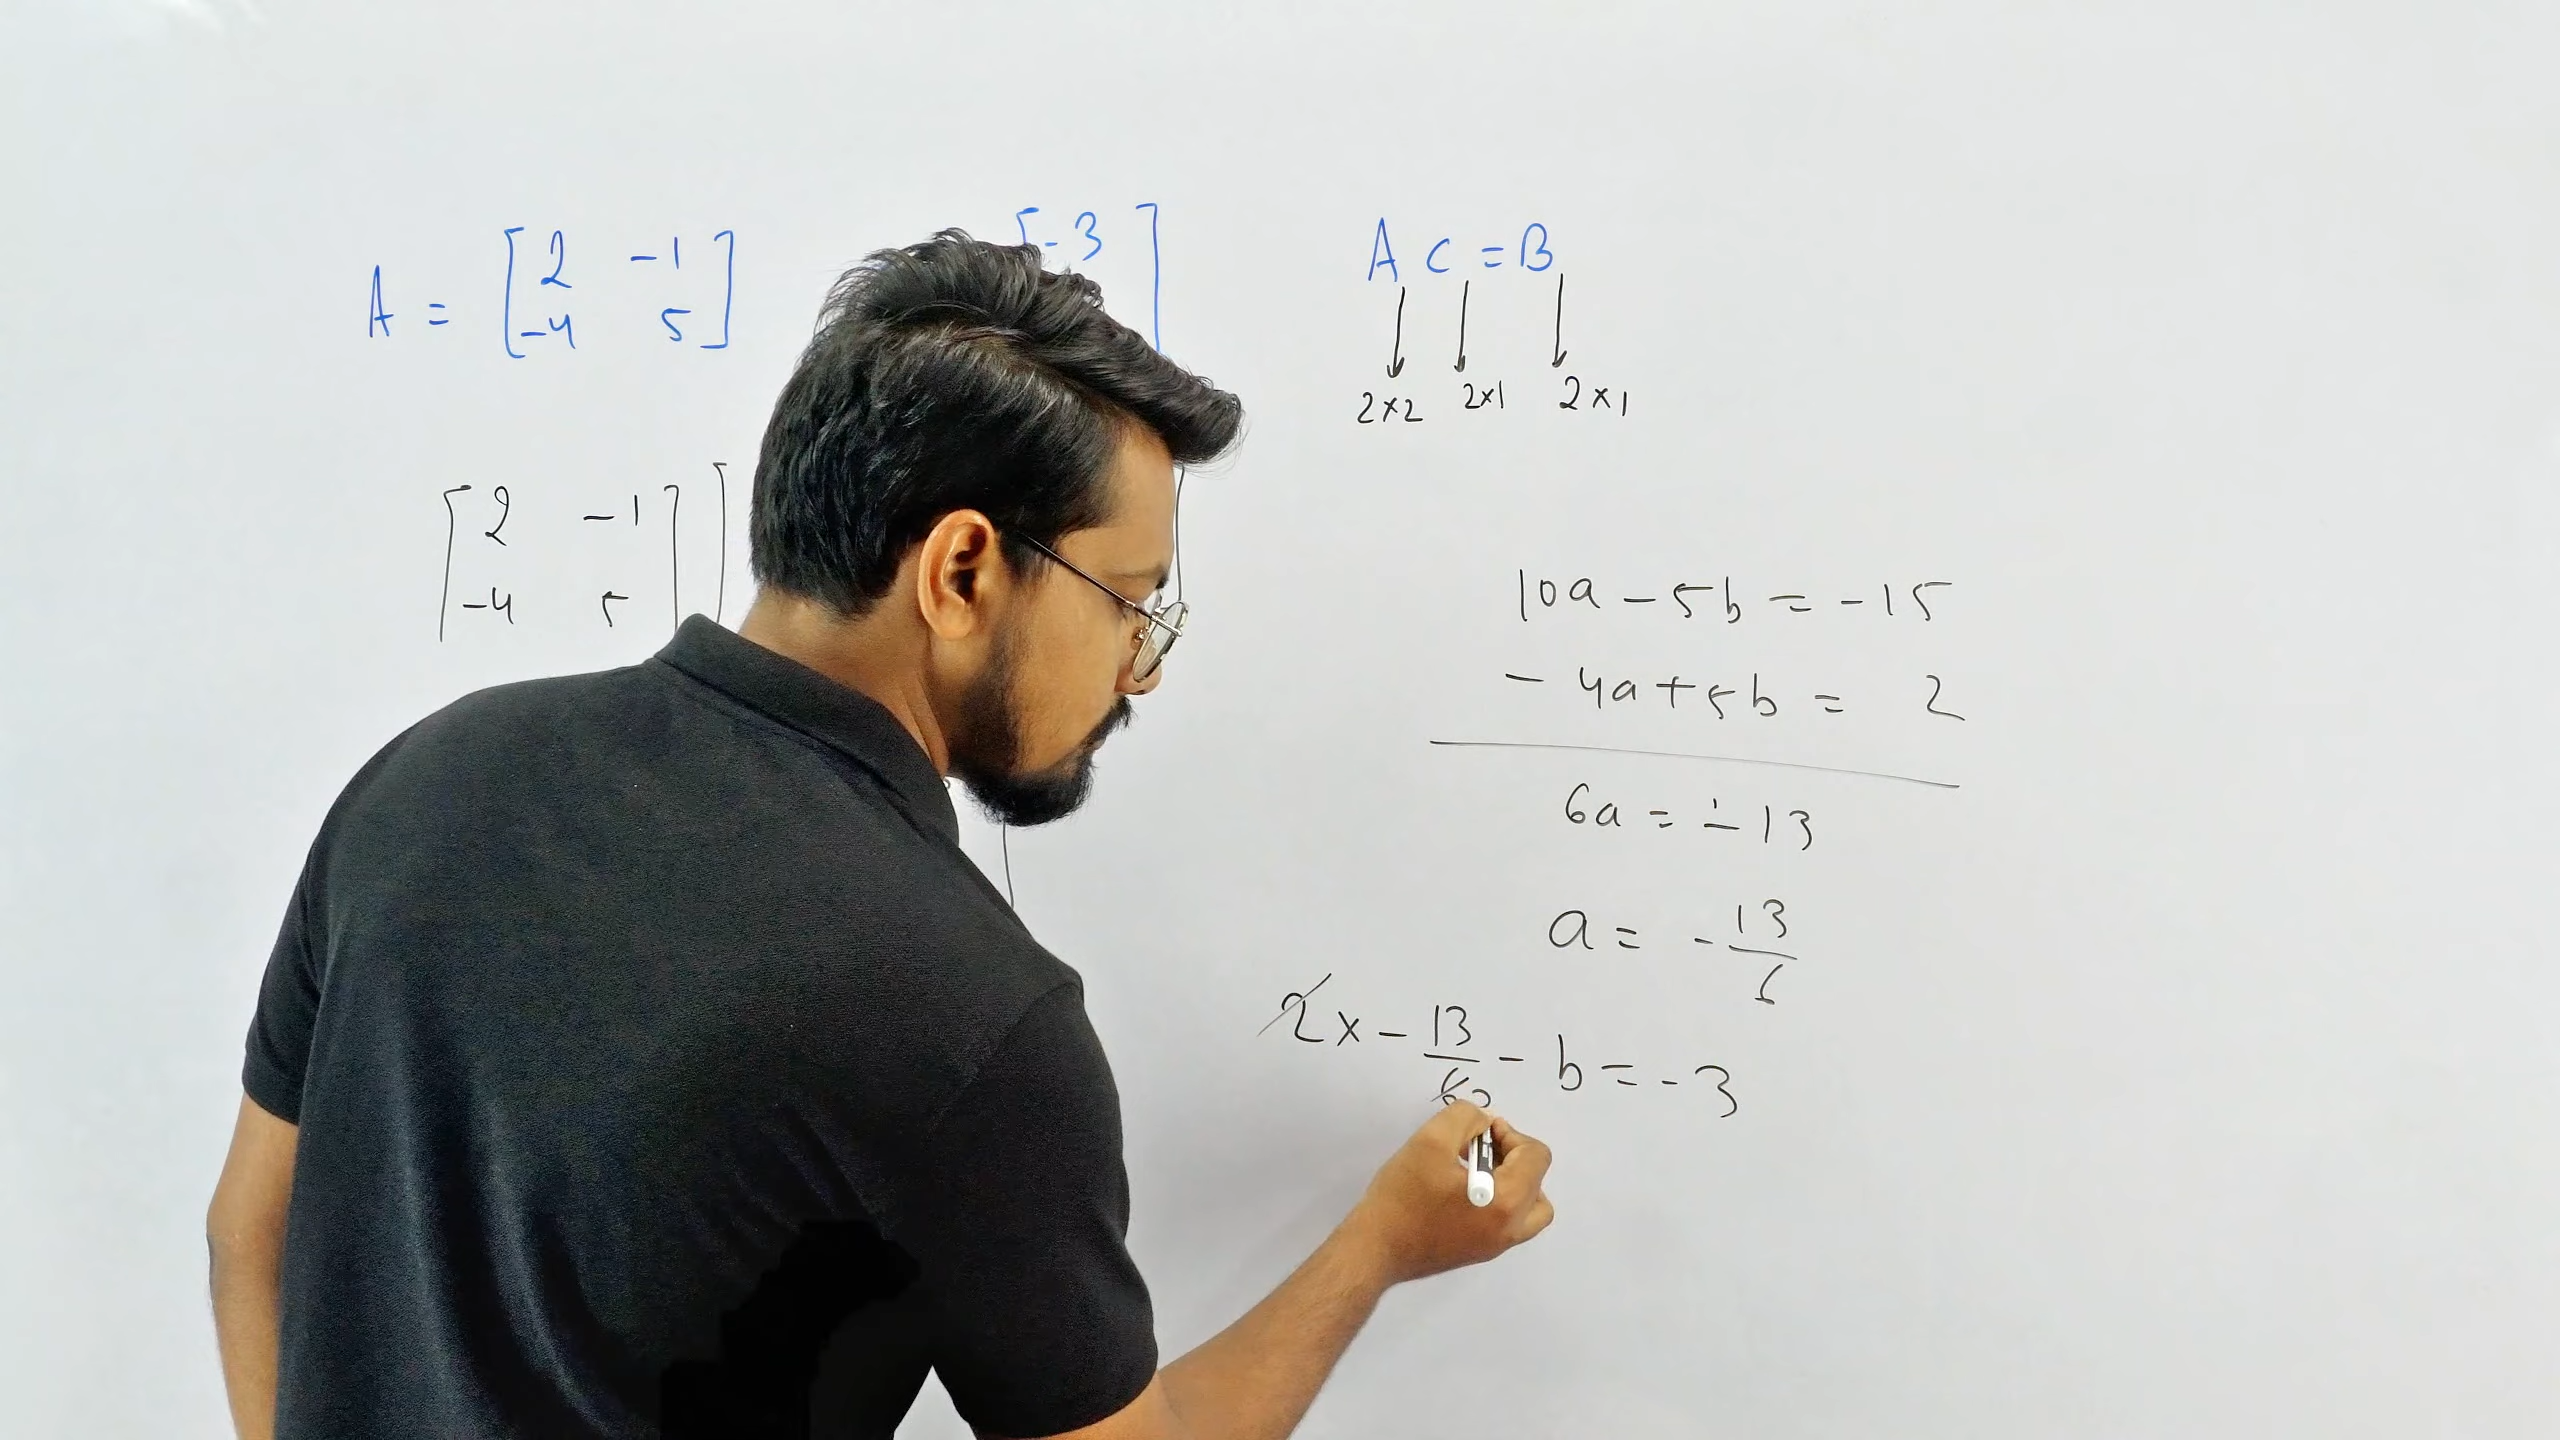 A = [2 -1
-4 5]
[-3 ]
A C = B
2×2 2×1 2×1
[2 -1]
-4 5
10a - 5b = -15
- 4a + 5b = 2
6a = -13
a = -13/6
2x - 13/6 - b = -3